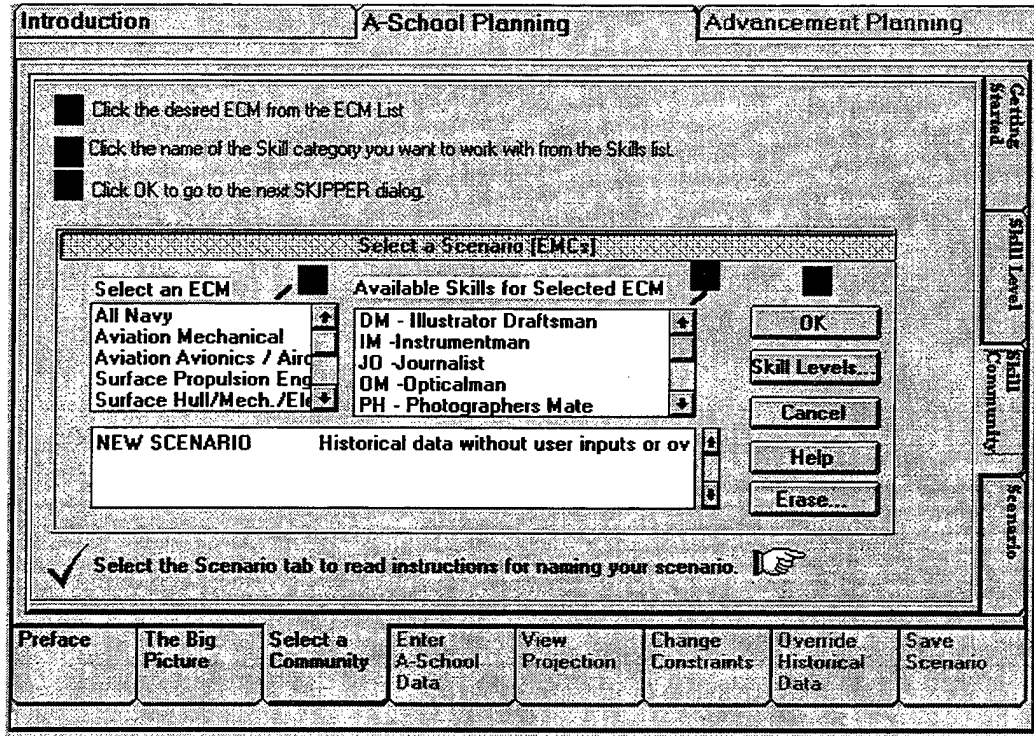 Introduction
A-School Planning
Advancement Planning
Click the desired ECM from the ECM List
Click the name of the Skill category you want to work with from the Skills list.
Click OK to go to the next SKIPPER dialog.
Getting
Started
Skill Level
Skill
Community
Scenario
Select a Scenario [EMCs]
Select an ECM
Available Skills for Selected ECM
All Navy
Aviation Mechanical
Aviation Avionics / Airc
Surface Propulsion Eng
Surface Hull/Mech./Ele
DM - Illustrator Draftsman
IM -Instrumentman
JO -Journalist
OM -Opticalman
PH - Photographers Mate
OK
Skill Levels...
Cancel
Help
Erase...
NEW SCENARIO Historical data without user inputs or ov
Select the Scenario tab to read instructions for naming your scenario.
Preface
The Big
Picture
Select a
Community
Enter
A-School
Data
View
Projection
Change
Constraints
Override
Historical
Data
Save
Scenario